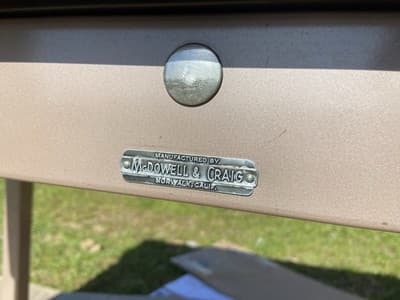 MANUFACTURED BY
McDOWELL & CRAIG
NORWALK, CALIF.